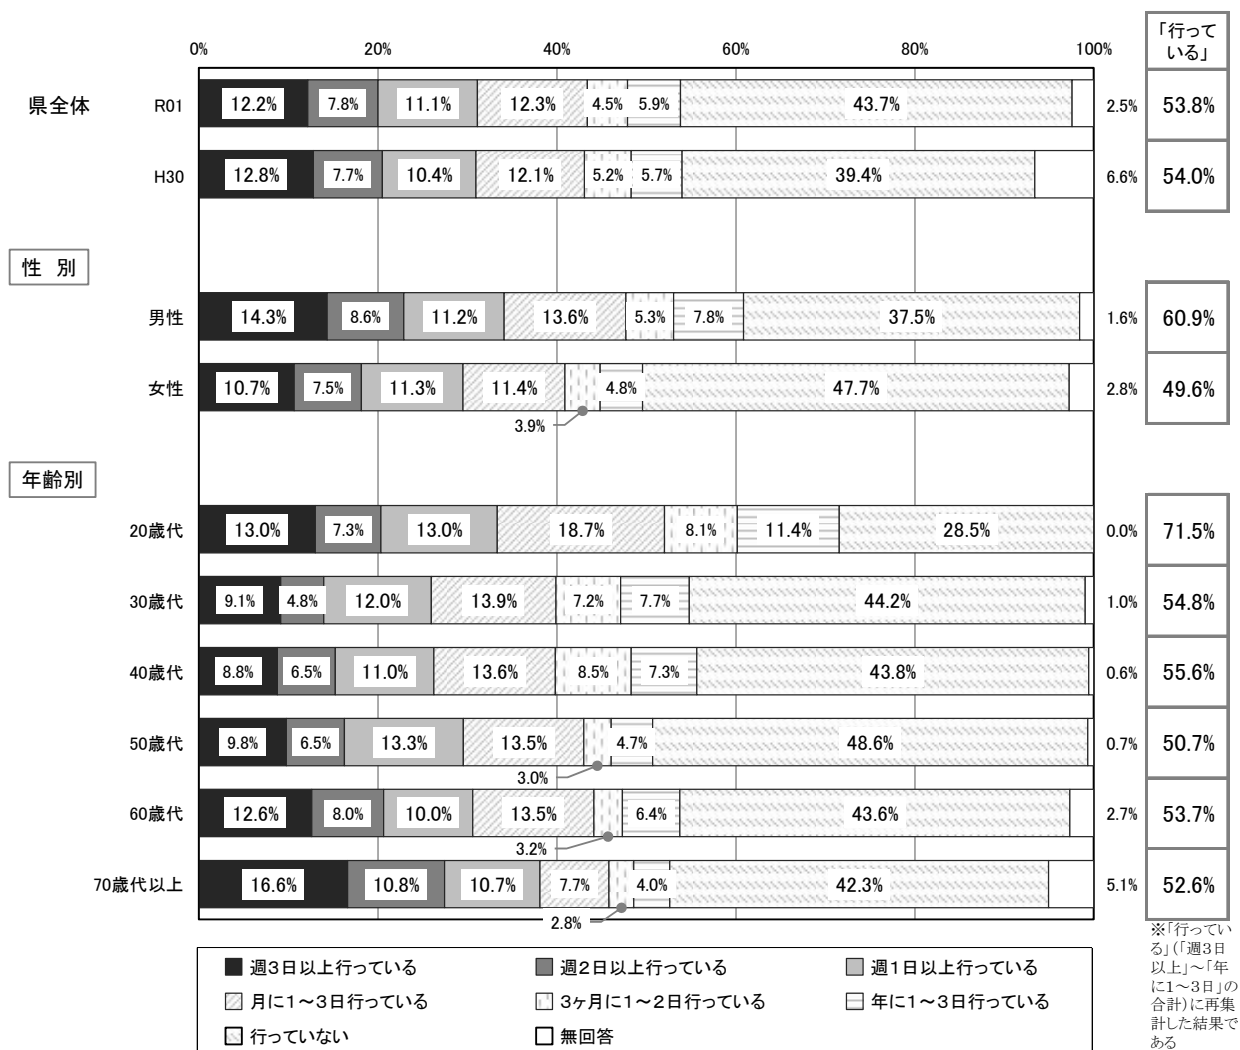 0% 20% 40% 60% 80% 100%
「行って
いる」
県全体
R01 12.2% 7.8% 11.1% 12.3% 4.5% 5.9% 43.7% 2.5% 53.8%
H30 12.8% 7.7% 10.4% 12.1% 5.2% 5.7% 39.4% 6.6% 54.0%
性 別
男性 14.3% 8.6% 11.2% 13.6% 5.3% 7.8% 37.5% 1.6% 60.9%
女性 10.7% 7.5% 11.3% 11.4% 4.8% 47.7% 2.8% 49.6%
3.9%
年齢別
20歳代 13.0% 7.3% 13.0% 18.7% 8.1% 11.4% 28.5% 0.0% 71.5%
30歳代 9.1% 4.8% 12.0% 13.9% 7.2% 7.7% 44.2% 1.0% 54.8%
40歳代 8.8% 6.5% 11.0% 13.6% 8.5% 7.3% 43.8% 0.6% 55.6%
50歳代 9.8% 6.5% 13.3% 13.5% 4.7% 48.6% 0.7% 50.7%
3.0%
60歳代 12.6% 8.0% 10.0% 13.5% 6.4% 43.6% 2.7% 53.7%
3.2%
70歳代以上 16.6% 10.8% 10.7% 7.7% 4.0% 42.3% 5.1% 52.6%
2.8%
週3日以上行っている 週2日以上行っている 週1日以上行っている
月に1～3日行っている 3ヶ月に1～2日行っている 年に1～3日行っている
行っていない 無回答
※「行ってい
る」(「週3日
以上」～「年
に1～3日」の
合計)に再集
計した結果で
ある